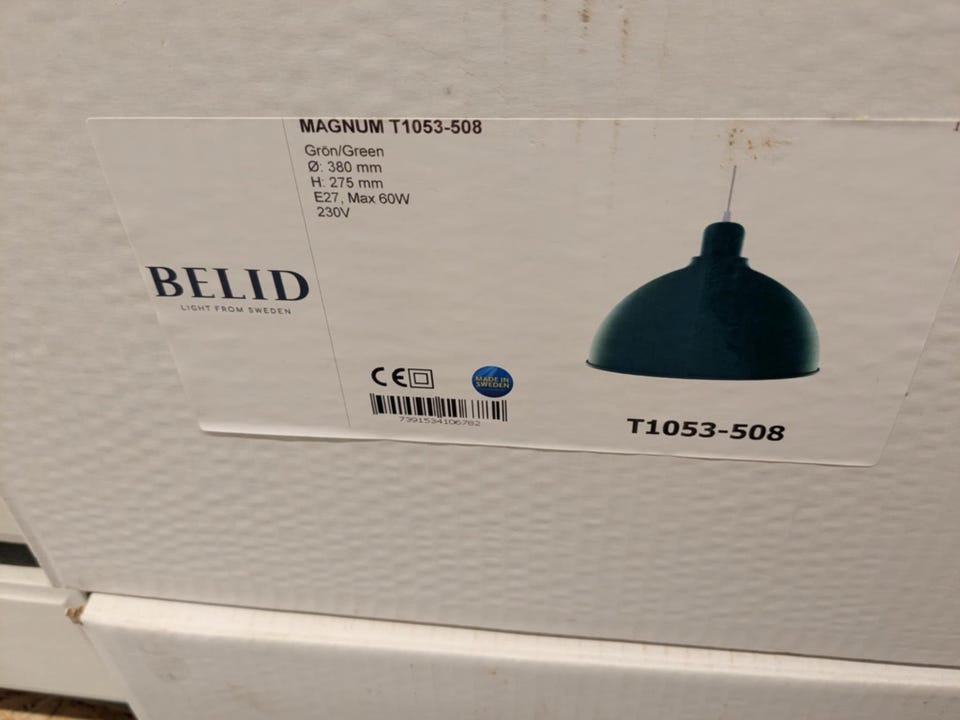 MAGNUM T1053-508
Grön/Green
Ø: 380 mm
H: 275 mm
E27, Max 60W
230V
BELID
LIGHT FROM SWEDEN
CE
MADE IN
SWEDEN
7391534106782
T1053-508